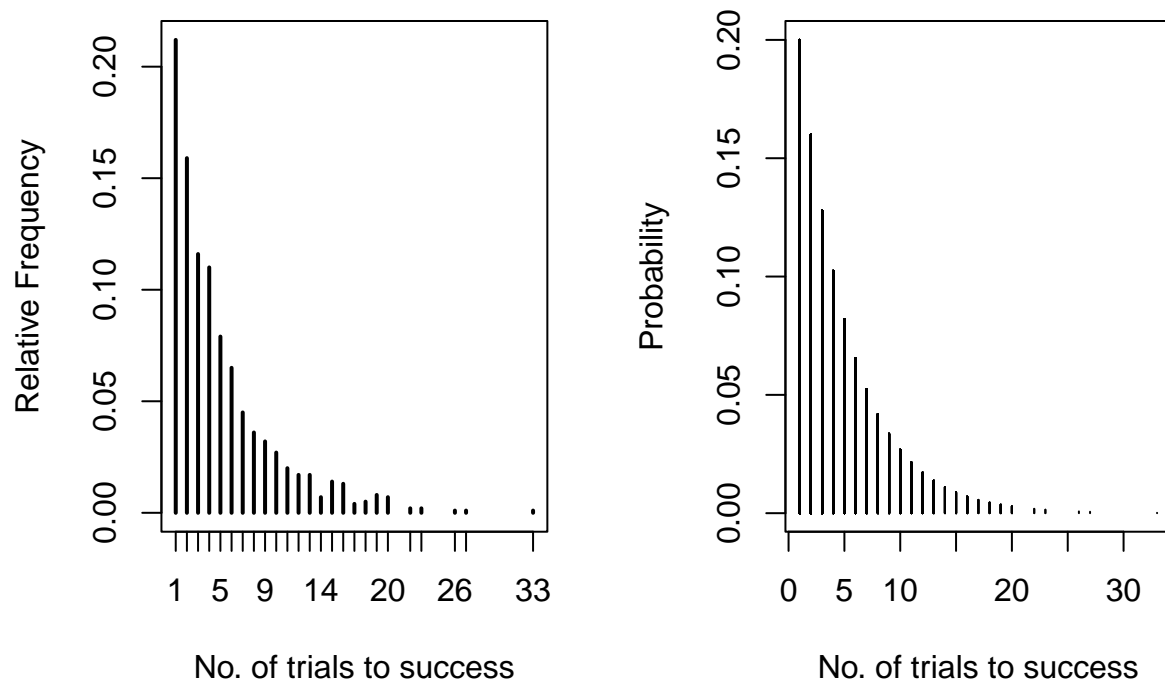 Relative Frequency
0.00 0.05 0.10 0.15 0.20
1 5 9 14 20 26 33
No. of trials to success
Probability
0.00 0.05 0.10 0.15 0.20
0 5 10 20 30
No. of trials to success